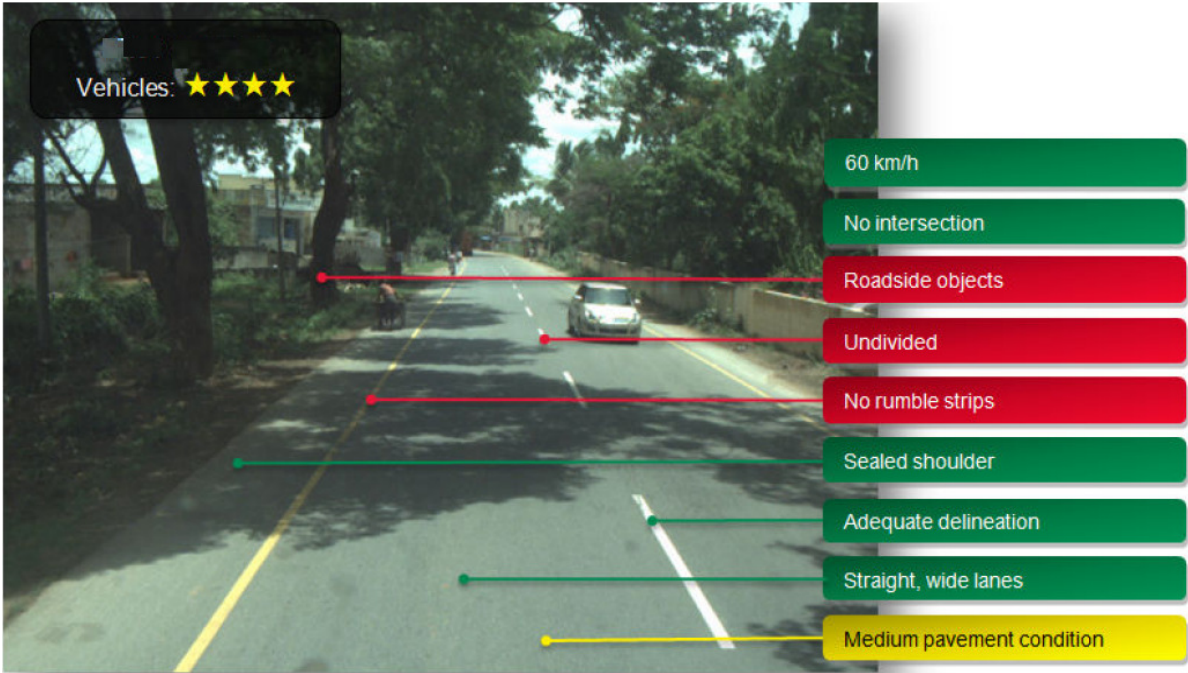 Vehicles: ★★★★
60 km/h
No intersection
Roadside objects
Undivided
No rumble strips
Sealed shoulder
Adequate delineation
Straight, wide lanes
Medium pavement condition